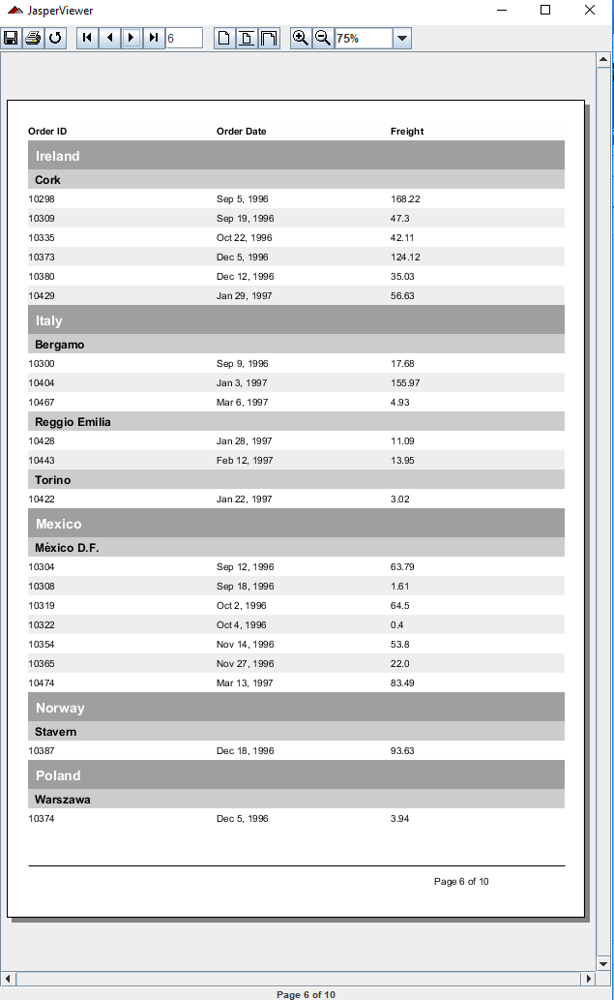 JasperViewer
6
75%
Order ID Order Date Freight
Ireland
Cork
10298 Sep 5, 1996 168.22
10309 Sep 19, 1996 47.3
10335 Oct 22, 1996 42.11
10373 Dec 5, 1996 124.12
10380 Dec 12, 1996 35.03
10429 Jan 29, 1997 56.63
Italy
Bergamo
10300 Sep 9, 1996 17.68
10404 Jan 3, 1997 155.97
10467 Mar 6, 1997 4.93
Reggio Emilia
10428 Jan 28, 1997 11.09
10443 Feb 12, 1997 13.95
Torino
10422 Jan 22, 1997 3.02
Mexico
México D.F.
10304 Sep 12, 1996 63.79
10308 Sep 18, 1996 1.61
10319 Oct 2, 1996 64.5
10322 Oct 4, 1996 0.4
10354 Nov 14, 1996 53.8
10365 Nov 27, 1996 22.0
10474 Mar 13, 1997 83.49
Norway
Stavern
10387 Dec 18, 1996 93.63
Poland
Warszawa
10374 Dec 5, 1996 3.94
Page 6 of 10
Page 6 of 10